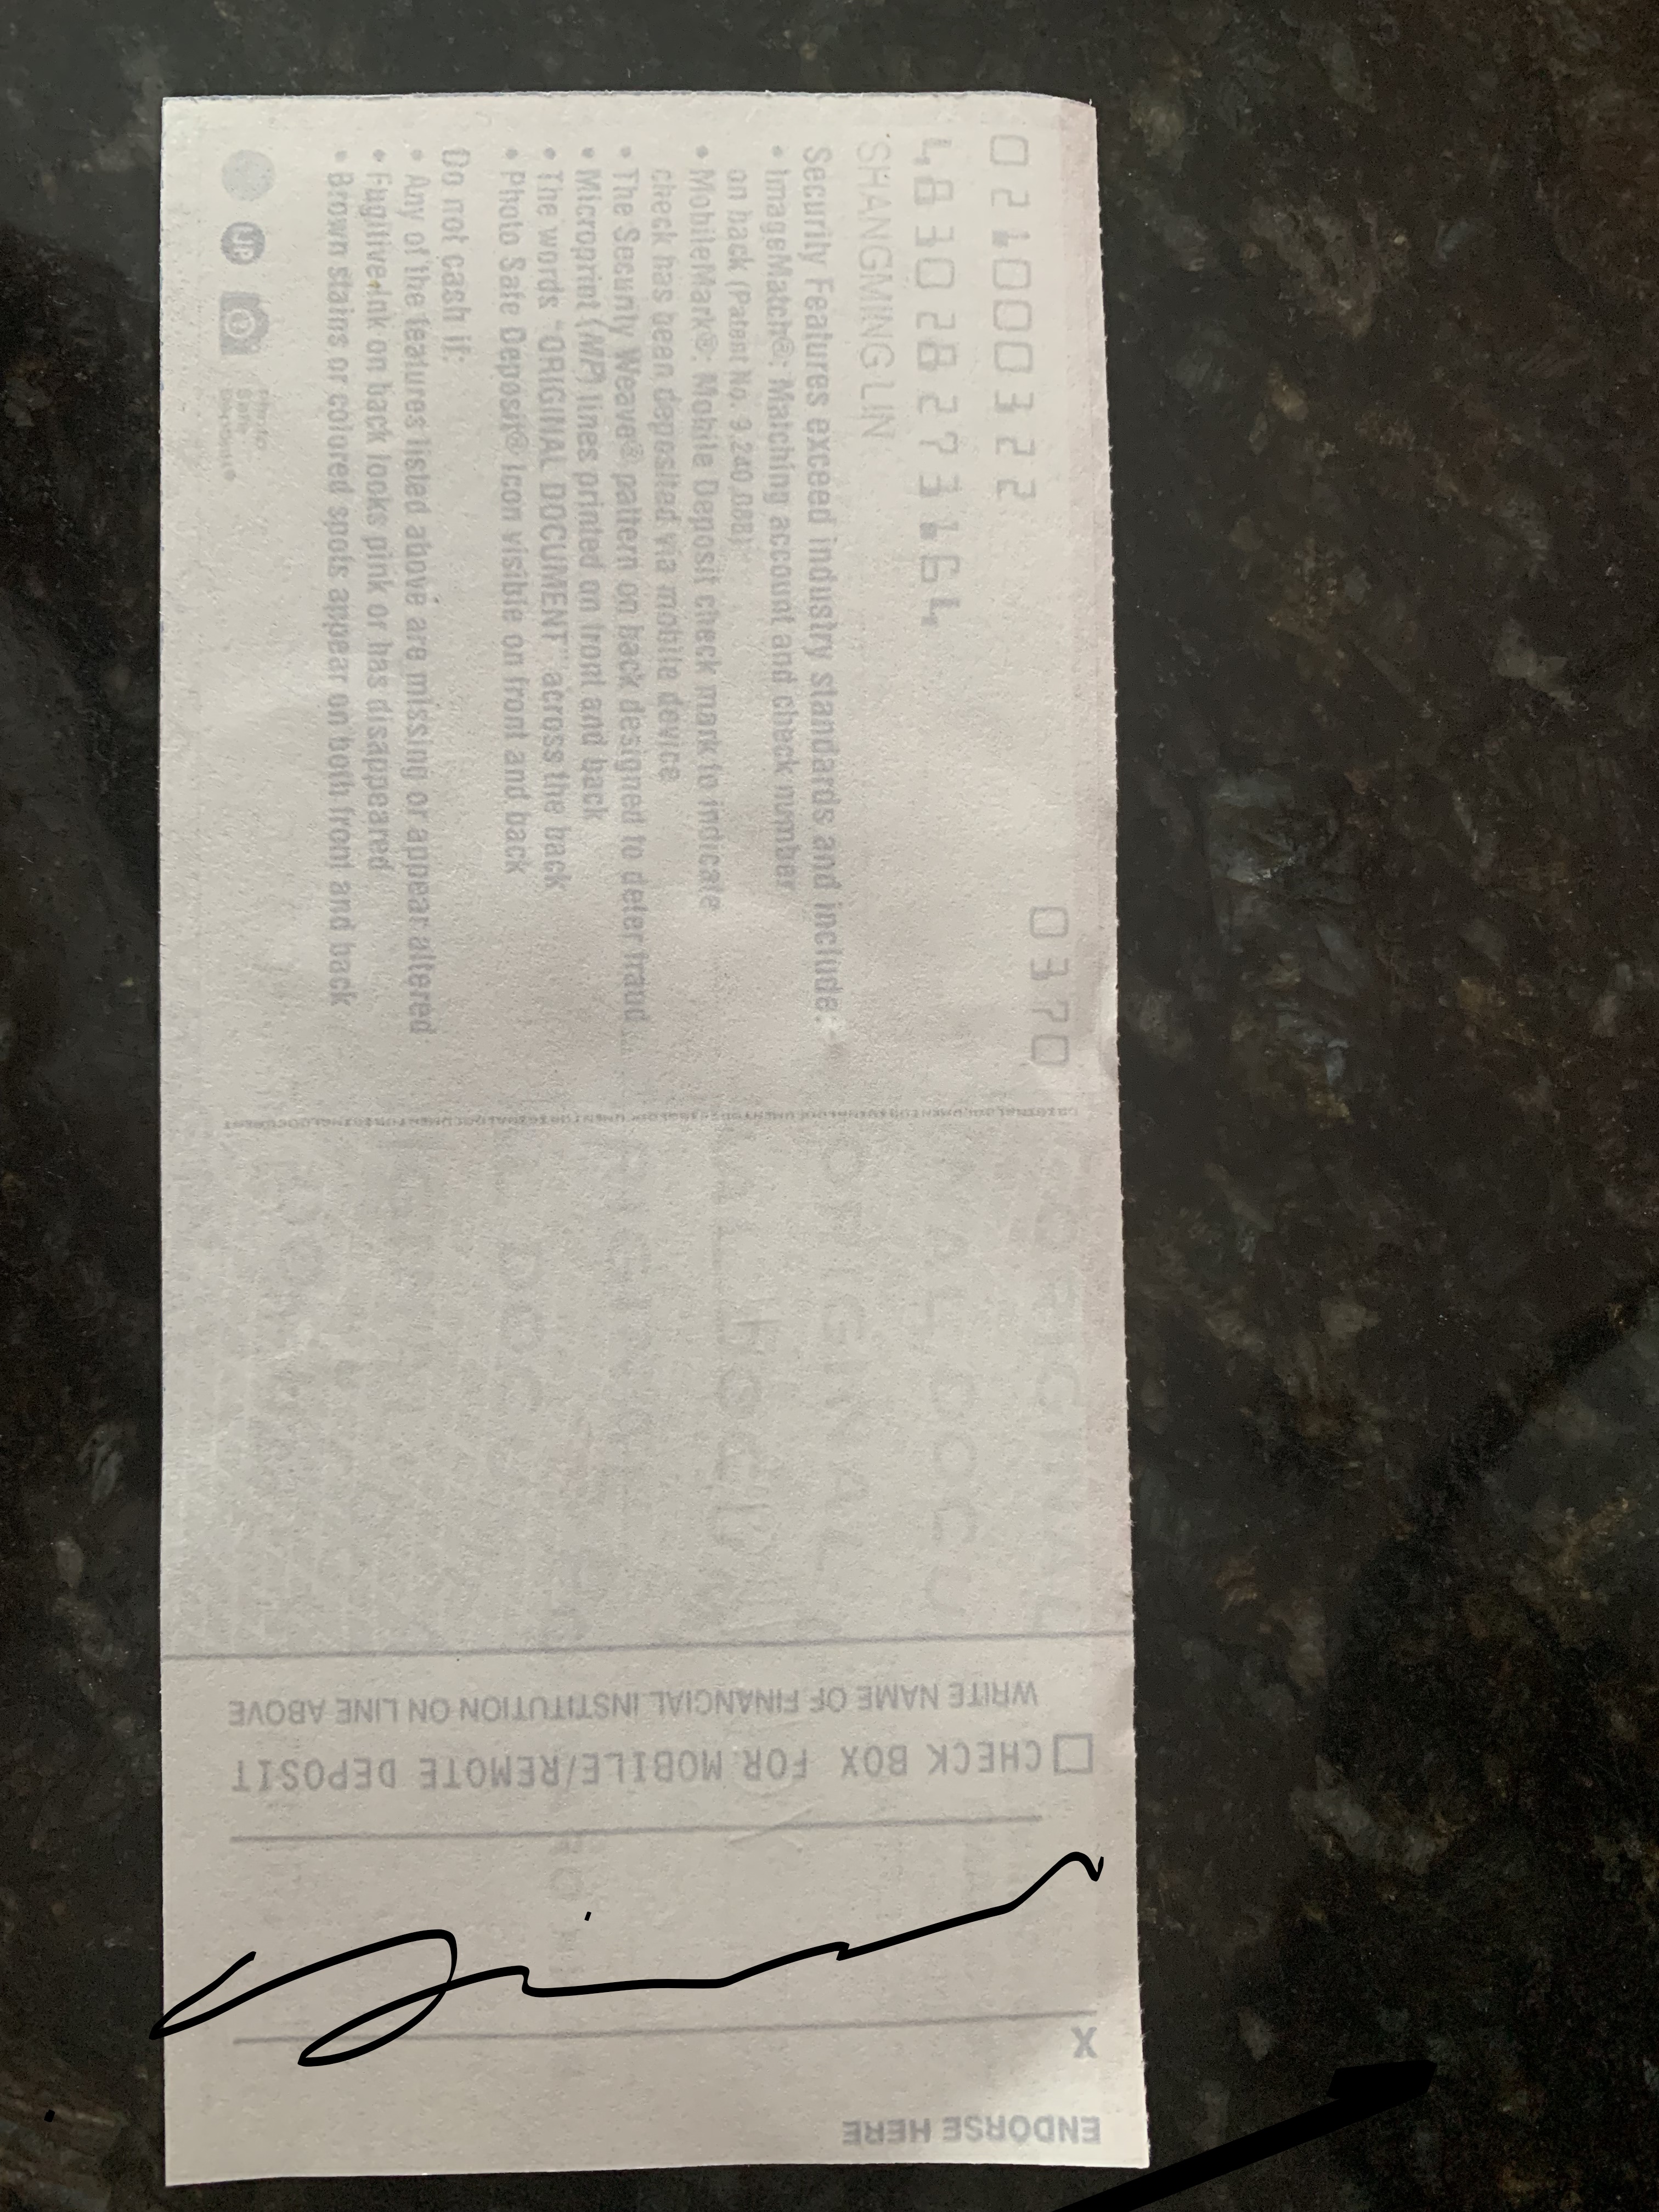 021000322
483028273164
0370
SHANGMING LIN
Security Features exceed industry standards and include:
• ImageMatch®: Matching account and check number
on back (Patent No. 9,240,088)
• MobileMark®: Mobile Deposit check mark to indicate
check has been deposited via mobile device
• The Security Weave® pattern on back designed to deter fraud
• Microprint (MP) lines printed on front and back
• The words "ORIGINAL DOCUMENT" across the back
• Photo Safe Deposit® icon visible on front and back
Do not cash if:
• Any of the features listed above are missing or appear altered
• Fugitive ink on back looks pink or has disappeared
• Brown stains or colored spots appear on both front and back
MP
Photo
Safe
Deposit®
ENDORSE HERE
X
CHECK BOX FOR MOBILE/REMOTE DEPOSIT
WRITE NAME OF FINANCIAL INSTITUTION ON LINE ABOVE
ORIGINAL
ORIGINAL